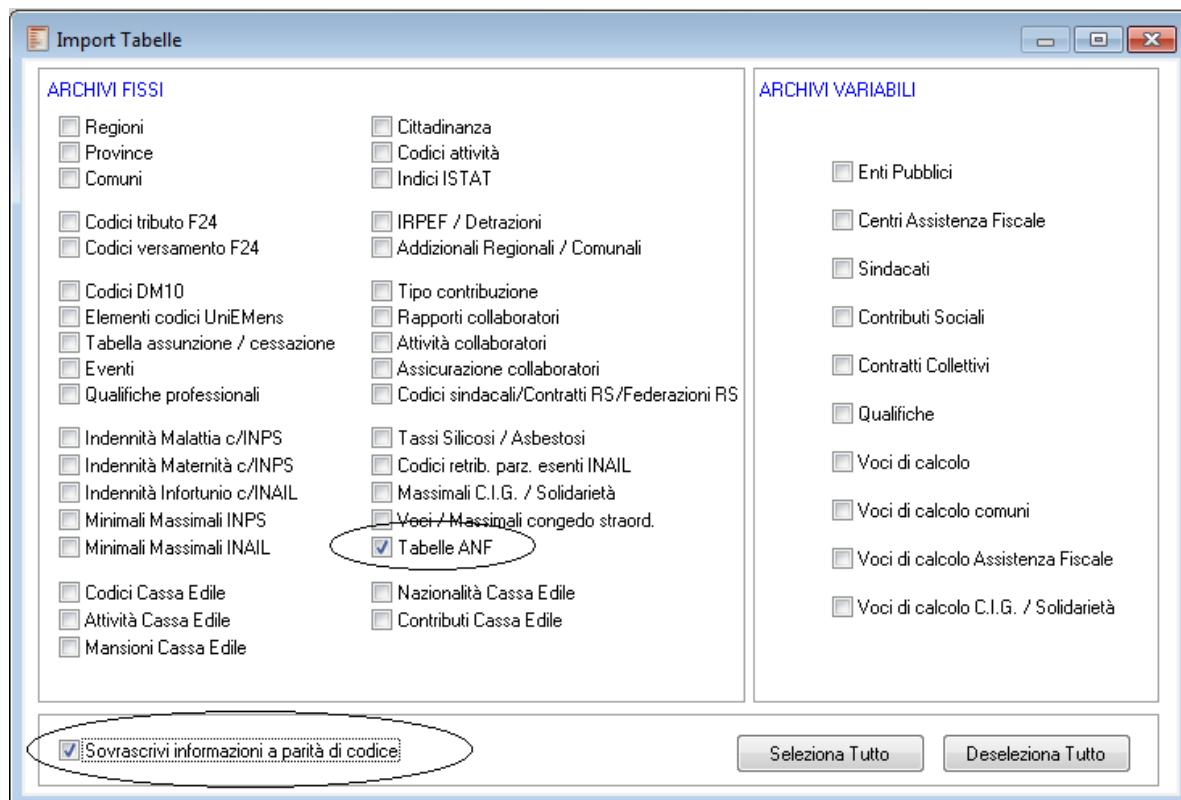 Import Tabelle
ARCHIVI FISSI
Regioni
Province
Comuni
Codici tributo F24
Codici versamento F24
Codici DM10
Elementi codici UniEMens
Tabella assunzione / cessazione
Eventi
Qualifiche professionali
Indennità Malattia c/INPS
Indennità Maternità c/INPS
Indennità Infortunio c/INAIL
Minimali Massimali INPS
Minimali Massimali INAIL
Codici Cassa Edile
Attività Cassa Edile
Mansioni Cassa Edile
Cittadinanza
Codici attività
Indici ISTAT
IRPEF / Detrazioni
Addizionali Regionali / Comunali
Tipo contribuzione
Rapporti collaboratori
Attività collaboratori
Assicurazione collaboratori
Codici sindacali/Contratti RS/Federazioni RS
Tassi Silicosi / Asbestosi
Codici retrib. parz. esenti INAIL
Massimali C.I.G. / Solidarietà
Voci / Massimali congedo straord.
Tabelle ANF
Nazionalità Cassa Edile
Contributi Cassa Edile
ARCHIVI VARIABILI
Enti Pubblici
Centri Assistenza Fiscale
Sindacati
Contributi Sociali
Contratti Collettivi
Qualifiche
Voci di calcolo
Voci di calcolo comuni
Voci di calcolo Assistenza Fiscale
Voci di calcolo C.I.G. / Solidarietà
Sovrascrivi informazioni a parità di codice
Seleziona Tutto
Deseleziona Tutto